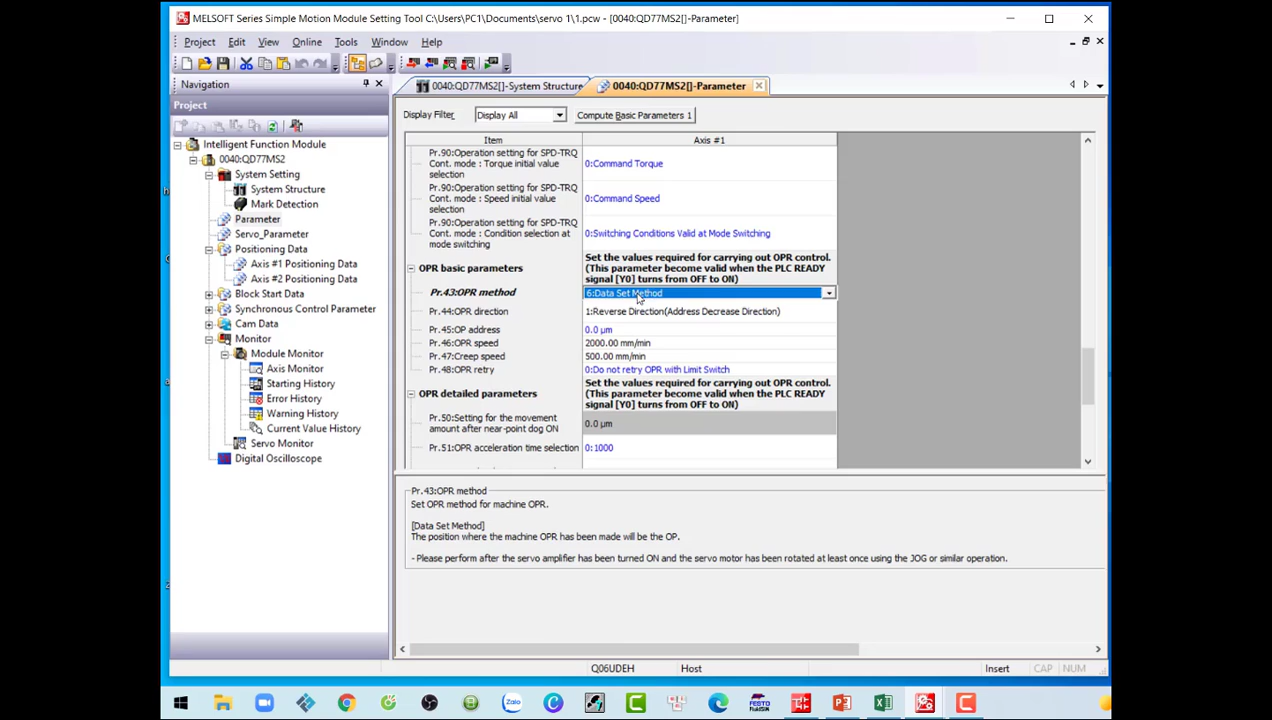 MELSOFT Series Simple Motion Module Setting Tool C:\Users\PC1\Documents\servo 1\1.pcw - [0040:QD77MS2[]-Parameter]
Project Edit View Online Tools Window Help
Navigation
0040:QD77MS2[]-System Structure
0040:QD77MS2[]-Parameter
Project
Display Filter
Display All
Compute Basic Parameters 1
Intelligent Function Module
0040:QD77MS2
System Setting
System Structure
Mark Detection
Parameter
Servo_Parameter
Positioning Data
Axis #1 Positioning Data
Axis #2 Positioning Data
Block Start Data
Synchronous Control Parameter
Cam Data
Monitor
Module Monitor
Axis Monitor
Starting History
Error History
Warning History
Current Value History
Servo Monitor
Digital Oscilloscope
Item
Axis #1
Pr.90:Operation setting for SPD-TRQ
Cont. mode : Torque initial value
selection
0:Command Torque
Pr.90:Operation setting for SPD-TRQ
Cont. mode : Speed initial value
selection
0:Command Speed
Pr.90:Operation setting for SPD-TRQ
Cont. mode : Condition selection at
mode switching
0:Switching Conditions Valid at Mode Switching
OPR basic parameters
Set the values required for carrying out OPR control.
(This parameter become valid when the PLC READY
signal [Y0] turns from OFF to ON)
Pr.43:OPR method
6:Data Set Method
Pr.44:OPR direction
1:Reverse Direction(Address Decrease Direction)
Pr.45:OP address
0.0 µm
Pr.46:OPR speed
2000.00 mm/min
Pr.47:Creep speed
500.00 mm/min
Pr.48:OPR retry
0:Do not retry OPR with Limit Switch
OPR detailed parameters
Set the values required for carrying out OPR control.
(This parameter become valid when the PLC READY
signal [Y0] turns from OFF to ON)
Pr.50:Setting for the movement
amount after near-point dog ON
0.0 µm
Pr.51:OPR acceleration time selection
0:1000
Pr.43:OPR method
Set OPR method for machine OPR.
[Data Set Method]
The position where the machine OPR has been made will be the OP.
- Please perform after the servo amplifier has been turned ON and the servo motor has been rotated at least once using the JOG or similar operation.
Q06UDEH
Host
Insert
CAP
NUM
Zalo
FESTO